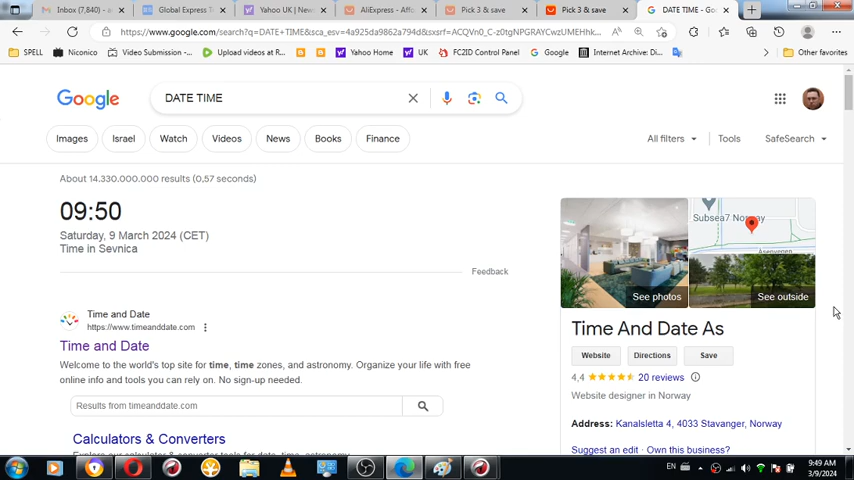 Inbox (7,840) - a
Global Express T
Yahoo UK | News
AliExpress - Affo
Pick 3 & save
Pick 3 & save
DATE TIME - Go
https://www.google.com/search?q=DATE+TIME&sca_esv=4a925da9862a794d&sxsrf=ACQVn0_C-z0tgNPGRAYCwzUMEHhk...
SPELL
Niconico
Video Submission -...
Upload videos at R...
Yahoo Home
UK
FC2ID Control Panel
Google
Internet Archive: Di...
Other favorites
Google
DATE TIME
Images
Israel
Watch
Videos
News
Books
Finance
All filters
Tools
SafeSearch
About 14.330.000.000 results (0,57 seconds)
09:50
Saturday, 9 March 2024 (CET)
Time in Sevnica
Feedback
Time and Date
https://www.timeanddate.com
Time and Date
Welcome to the world's top site for time, time zones, and astronomy. Organize your life with free
online info and tools you can rely on. No sign-up needed.
Results from timeanddate.com
Calculators & Converters
Subsea7 Norway
See photos
See outside
Time And Date As
Website
Directions
Save
4,4
20 reviews
Website designer in Norway
Address: Kanalsletta 4, 4033 Stavanger, Norway
Suggest an edit · Own this business?
EN
9:49 AM
3/9/2024